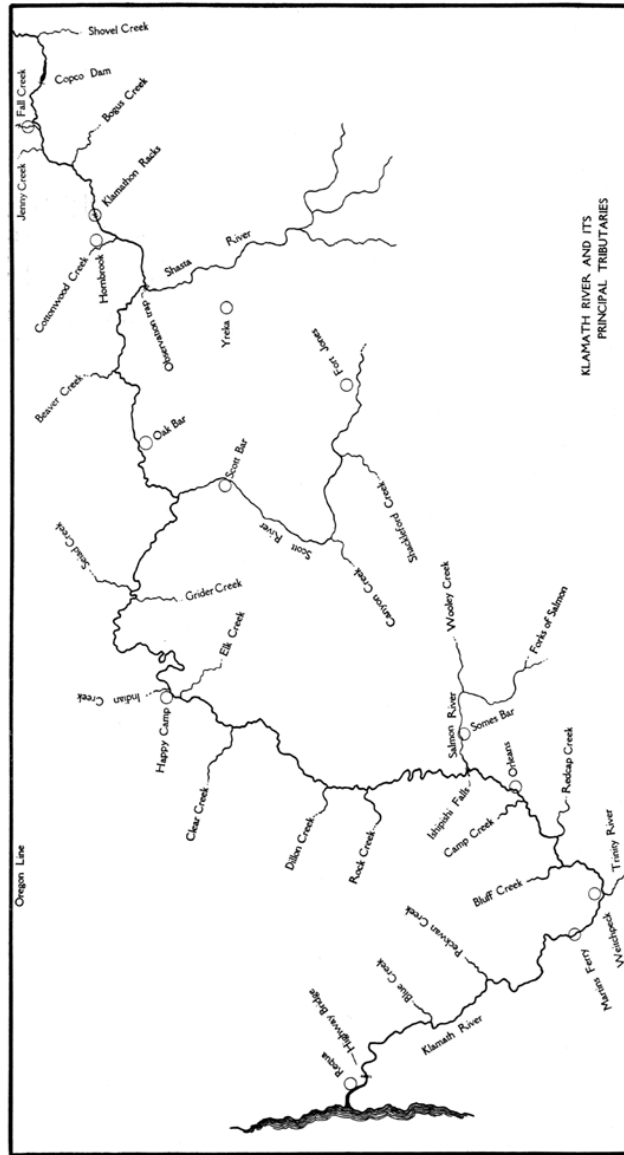 Shovel Creek
Copco Dam
Fall Creek
Bogus Creek
Jenny Creek
Klamathon Racks
Cottonwood Creek
Hornbrook
Shasta River
Observation trap
Yreka
Beaver Creek
Fort Jones
Oak Bar
Scott Bar
Scott River
Shackleford Creek
Canyon Creek
Seiad Creek
Grider Creek
Elk Creek
Indian Creek
Happy Camp
Clear Creek
Dillon Creek
Rock Creek
Wooley Creek
Forks of Salmon
Salmon River
Somes Bar
Ishipishi Falls
Orleans
Camp Creek
Redcap Creek
Bluff Creek
Trinity River
Weitchpeck
Martins Ferry
Peckwan Creek
Blue Creek
Klamath River
Highway Bridge
Requa
Oregon Line
KLAMATH RIVER AND ITS
PRINCIPAL TRIBUTARIES